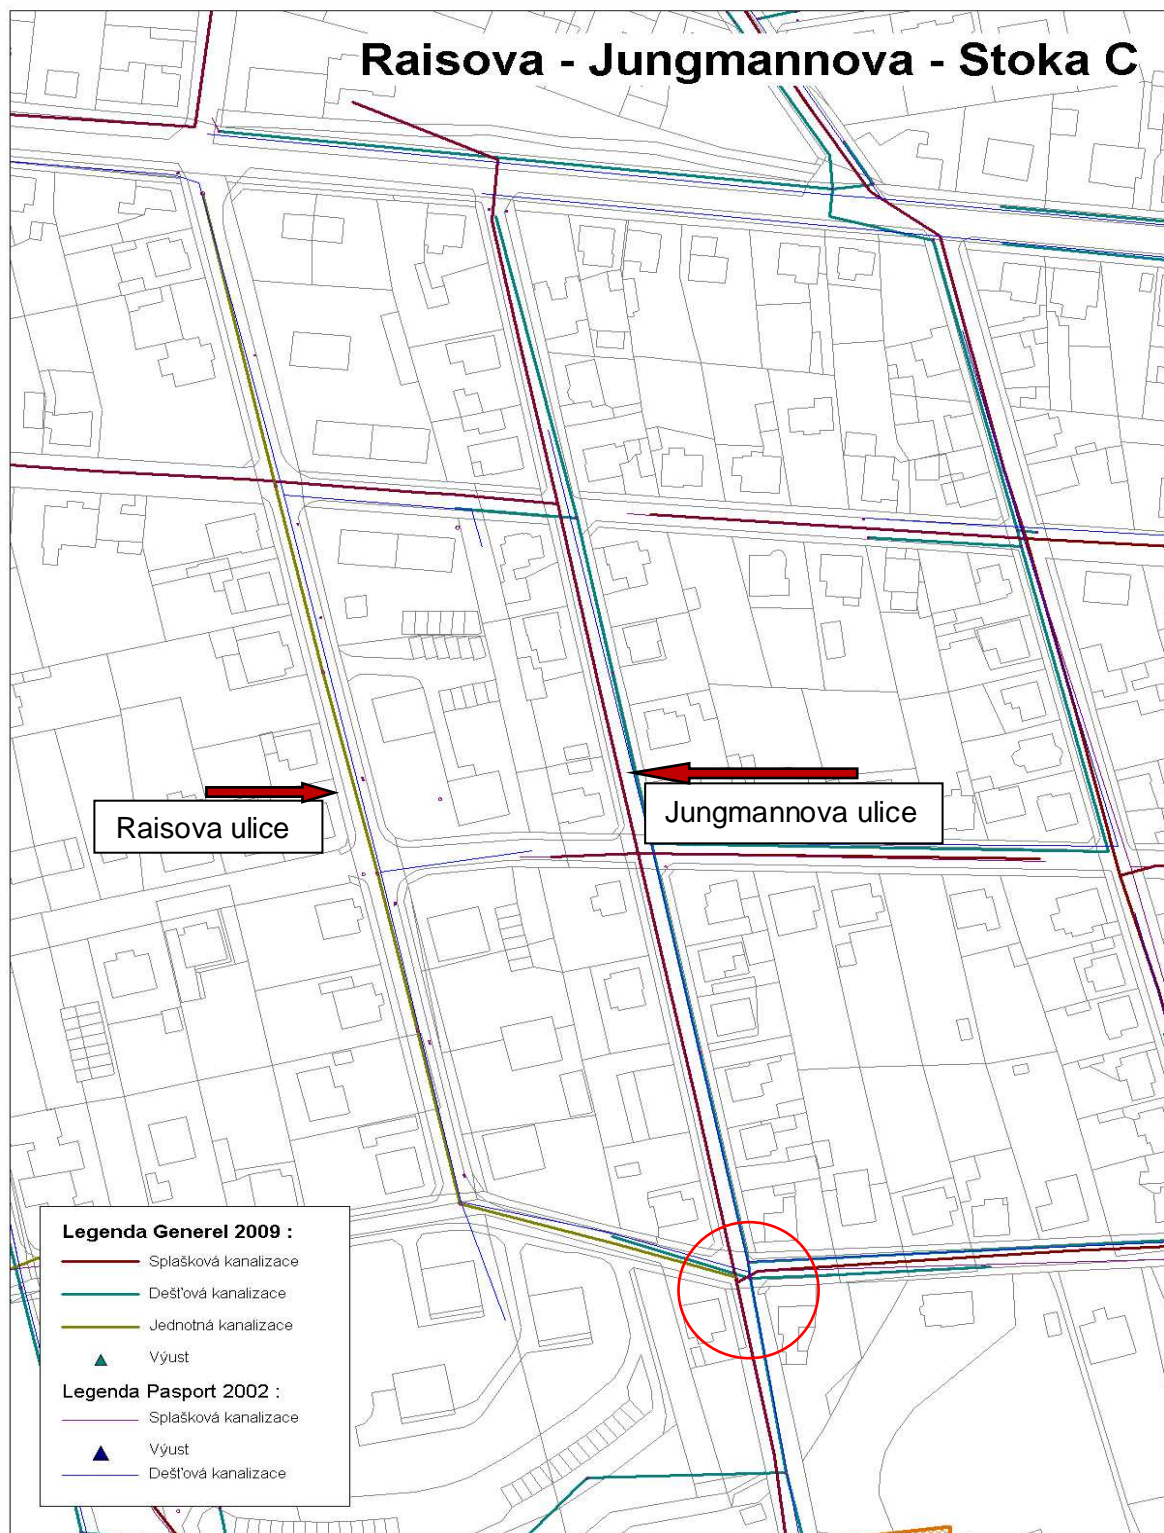 Raisova - Jungmannova - Stoka C
Raisova ulice
Jungmannova ulice
Legenda Generel 2009 :
Splašková kanalizace
Dešťová kanalizace
Jednotná kanalizace
Výust
Legenda Pasport 2002 :
Splašková kanalizace
Výust
Dešťová kanalizace